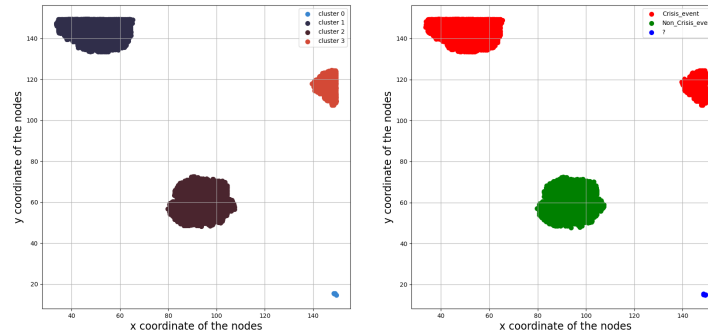 cluster 0
cluster 1
cluster 2
cluster 3
140
120
100
80
60
40
20
40
60
80
100
120
140
y coordinate of the nodes
x coordinate of the nodes
Crisis_event
Non_Crisis_eve
?
140
120
100
80
60
40
20
40
60
80
100
120
140
y coordinate of the nodes
x coordinate of the nodes